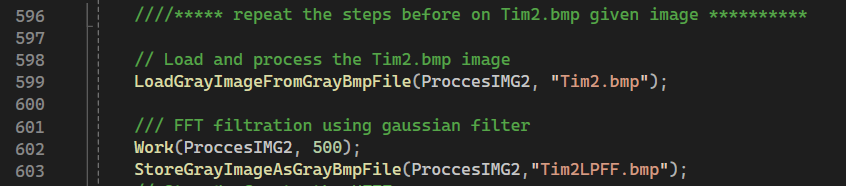 596 ////***** repeat the steps before on Tim2.bmp given image **********
597
598 // Load and process the Tim2.bmp image
599 LoadGrayImageFromGrayBmpFile(ProccesIMG2, "Tim2.bmp");
600
601 /// FFT filtration using gaussian filter
602 Work(ProccesIMG2, 500);
603 StoreGrayImageAsGrayBmpFile(ProccesIMG2,"Tim2LPFF.bmp");